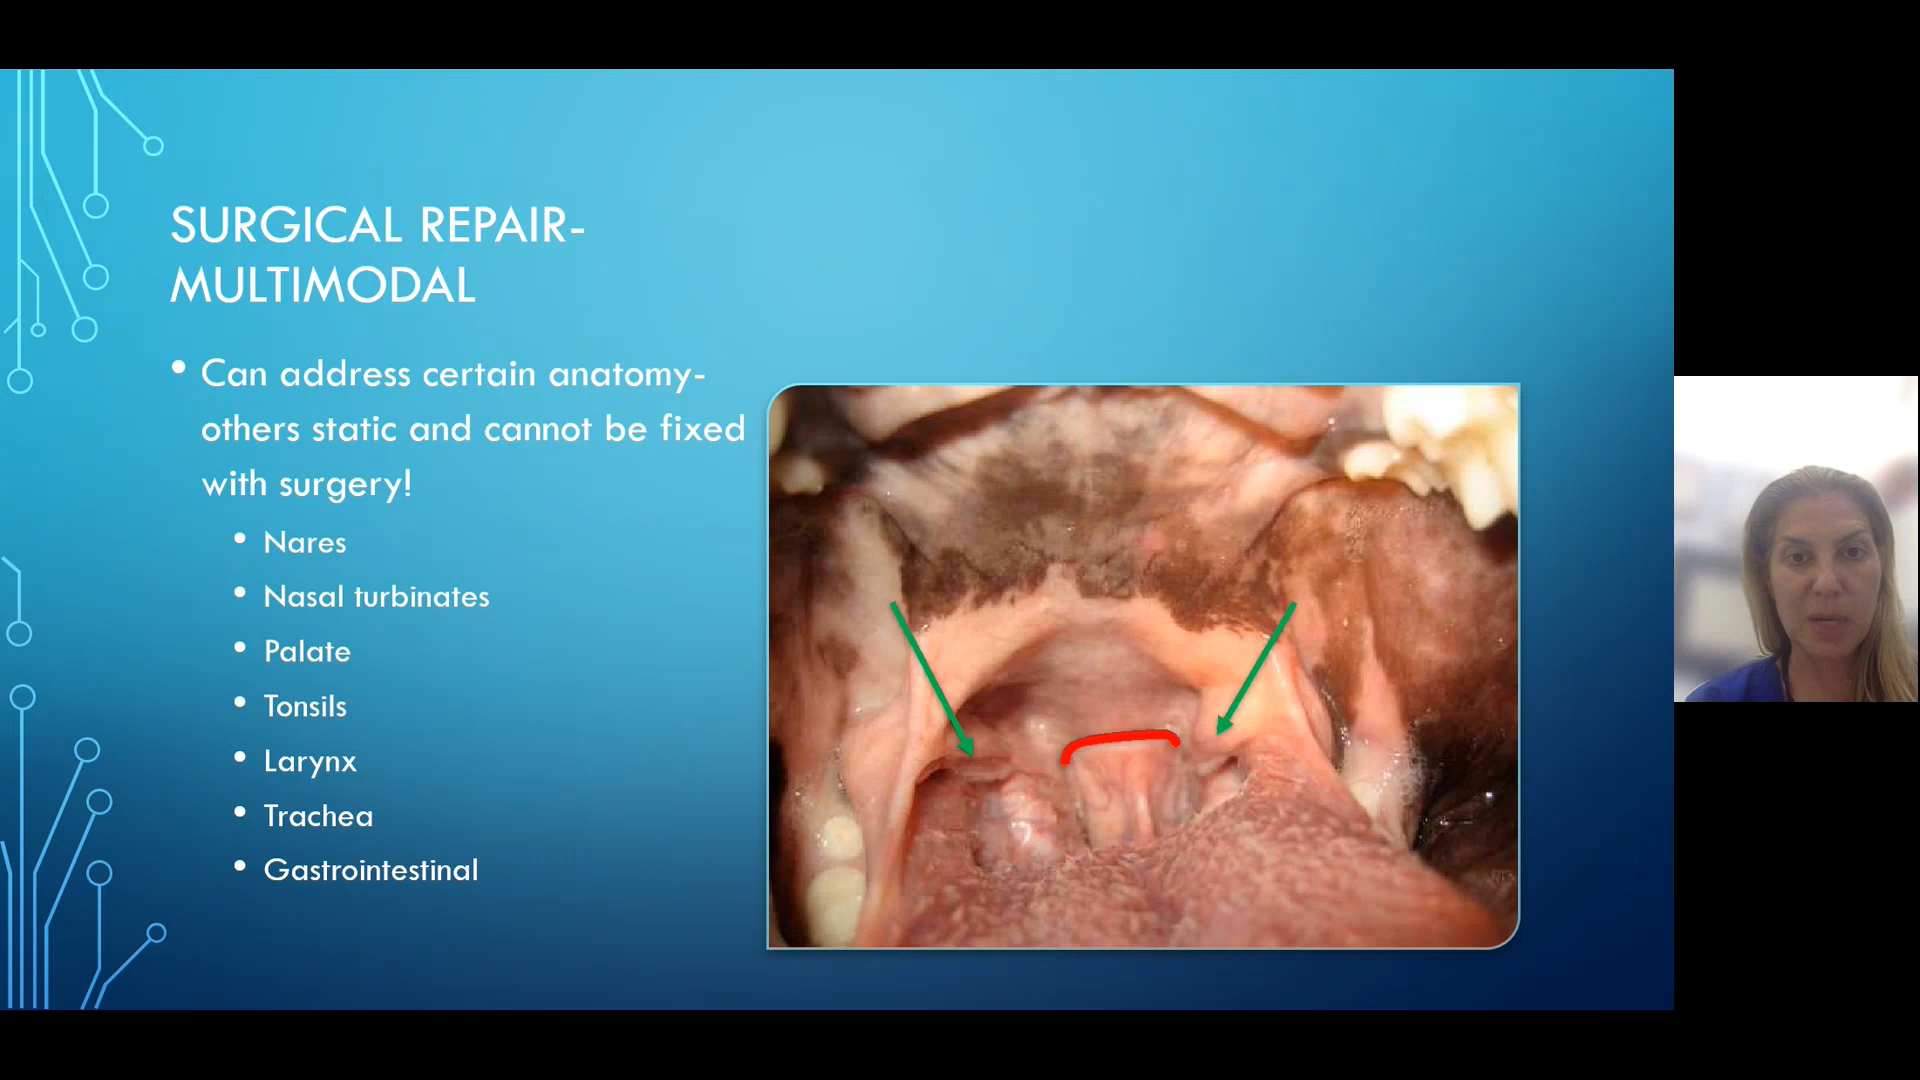 SURGICAL REPAIR-
MULTIMODAL
• Can address certain anatomy-
others static and cannot be fixed
with surgery!
• Nares
• Nasal turbinates
• Palate
• Tonsils
• Larynx
• Trachea
• Gastrointestinal